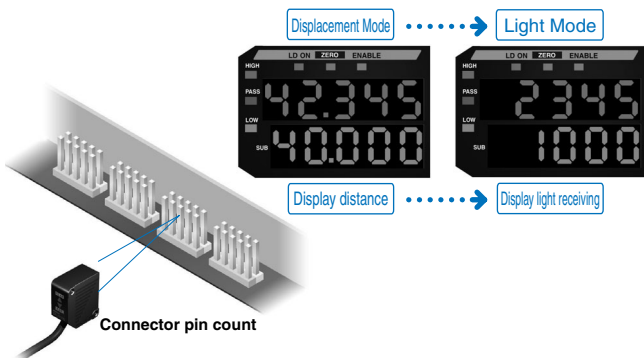 Displacement Mode
Light Mode
LD ON ZERO ENABLE
HIGH
PASS
42.345
LOW
SUB
40.000
LD ON ZERO ENABLE
HIGH
PASS
2345
LOW
SUB
1000
Display distance
Display light receiving
Connector pin count